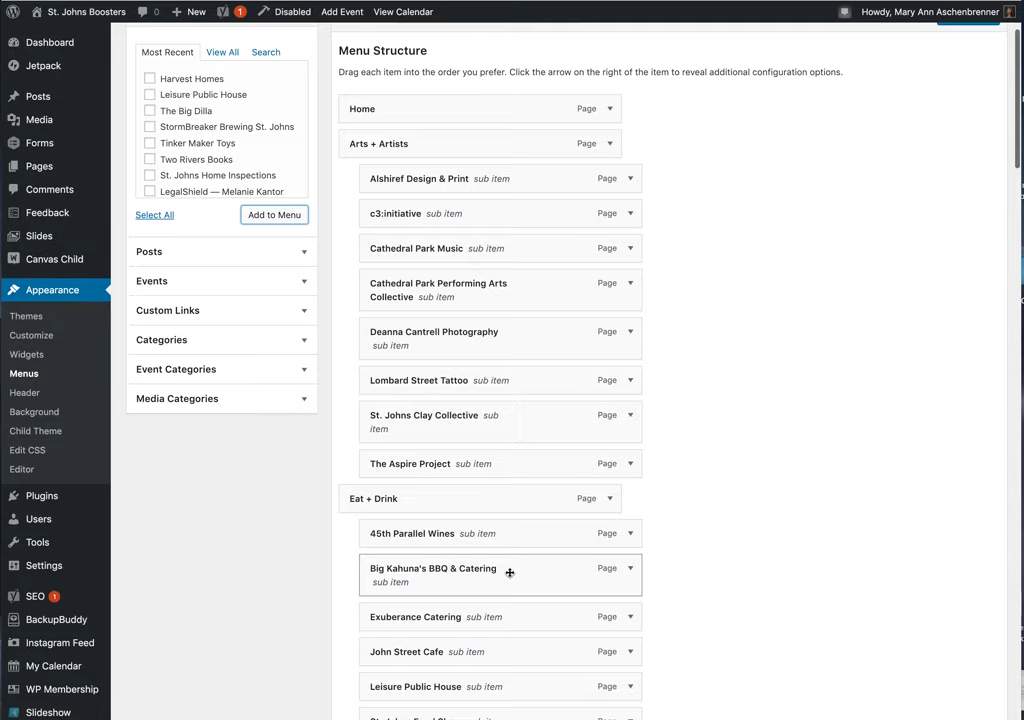 St. Johns Boosters 0 New 1 Disabled Add Event View Calendar Howdy, Mary Ann Aschenbrenner
Dashboard
Jetpack
Posts
Media
Forms
Pages
Comments
Feedback
Slides
Canvas Child
Appearance
Themes
Customize
Widgets
Menus
Header
Background
Child Theme
Edit CSS
Editor
Plugins
Users
Tools
Settings
SEO 1
BackupBuddy
Instagram Feed
My Calendar
WP Membership
Slideshow
Most Recent View All Search
Harvest Homes
Leisure Public House
The Big Dilla
StormBreaker Brewing St. Johns
Tinker Maker Toys
Two Rivers Books
St. Johns Home Inspections
LegalShield — Melanie Kantor
Select All Add to Menu
Posts
Events
Custom Links
Categories
Event Categories
Media Categories
Menu Structure
Drag each item into the order you prefer. Click the arrow on the right of the item to reveal additional configuration options.
Home Page
Arts + Artists Page
Alshiref Design & Print sub item Page
c3:initiative sub item Page
Cathedral Park Music sub item Page
Cathedral Park Performing Arts Page
Collective sub item
Deanna Cantrell Photography Page
sub item
Lombard Street Tattoo sub item Page
St. Johns Clay Collective sub Page
item
The Aspire Project sub item Page
Eat + Drink Page
45th Parallel Wines sub item Page
Big Kahuna's BBQ & Catering Page
sub item
Exuberance Catering sub item Page
John Street Cafe sub item Page
Leisure Public House sub item Page